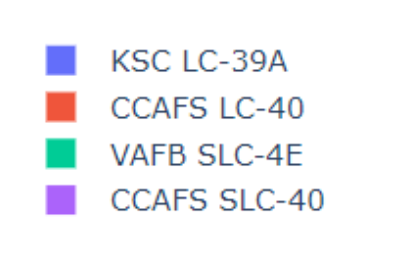 KSC LC-39A
CCAFS LC-40
VAFB SLC-4E
CCAFS SLC-40